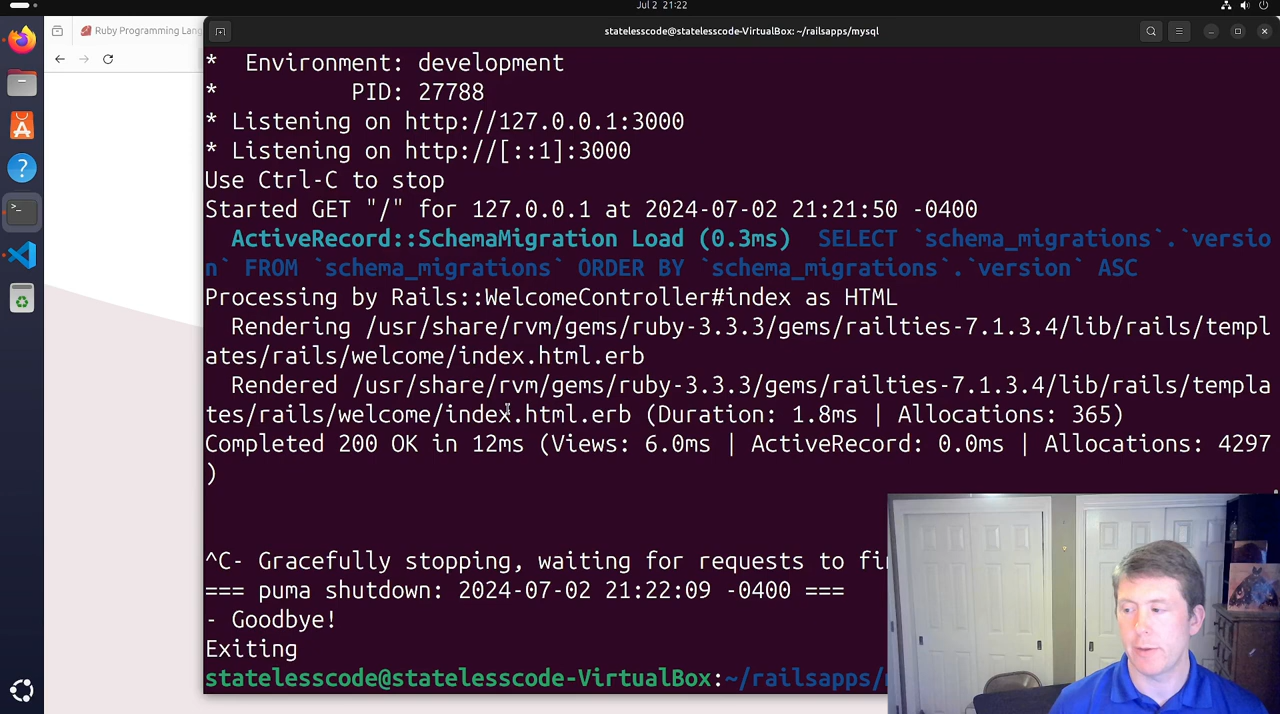 Jul 2 21:22
Ruby Programming Lang
statelesscode@statelesscode-VirtualBox: ~/railsapps/mysql
*  Environment: development
*          PID: 27788
* Listening on http://127.0.0.1:3000
* Listening on http://[::1]:3000
Use Ctrl-C to stop
Started GET "/" for 127.0.0.1 at 2024-07-02 21:21:50 -0400
ActiveRecord::SchemaMigration Load (0.3ms)  SELECT `schema_migrations`.`versio
n` FROM `schema_migrations` ORDER BY `schema_migrations`.`version` ASC
Processing by Rails::WelcomeController#index as HTML
Rendering /usr/share/rvm/gems/ruby-3.3.3/gems/railties-7.1.3.4/lib/rails/templ
ates/rails/welcome/index.html.erb
Rendered /usr/share/rvm/gems/ruby-3.3.3/gems/railties-7.1.3.4/lib/rails/templa
tes/rails/welcome/index.html.erb (Duration: 1.8ms | Allocations: 365)
Completed 200 OK in 12ms (Views: 6.0ms | ActiveRecord: 0.0ms | Allocations: 4297
)
^C- Gracefully stopping, waiting for requests to fi
=== puma shutdown: 2024-07-02 21:22:09 -0400 ===
- Goodbye!
Exiting
statelesscode@statelesscode-VirtualBox:~/railsapps/